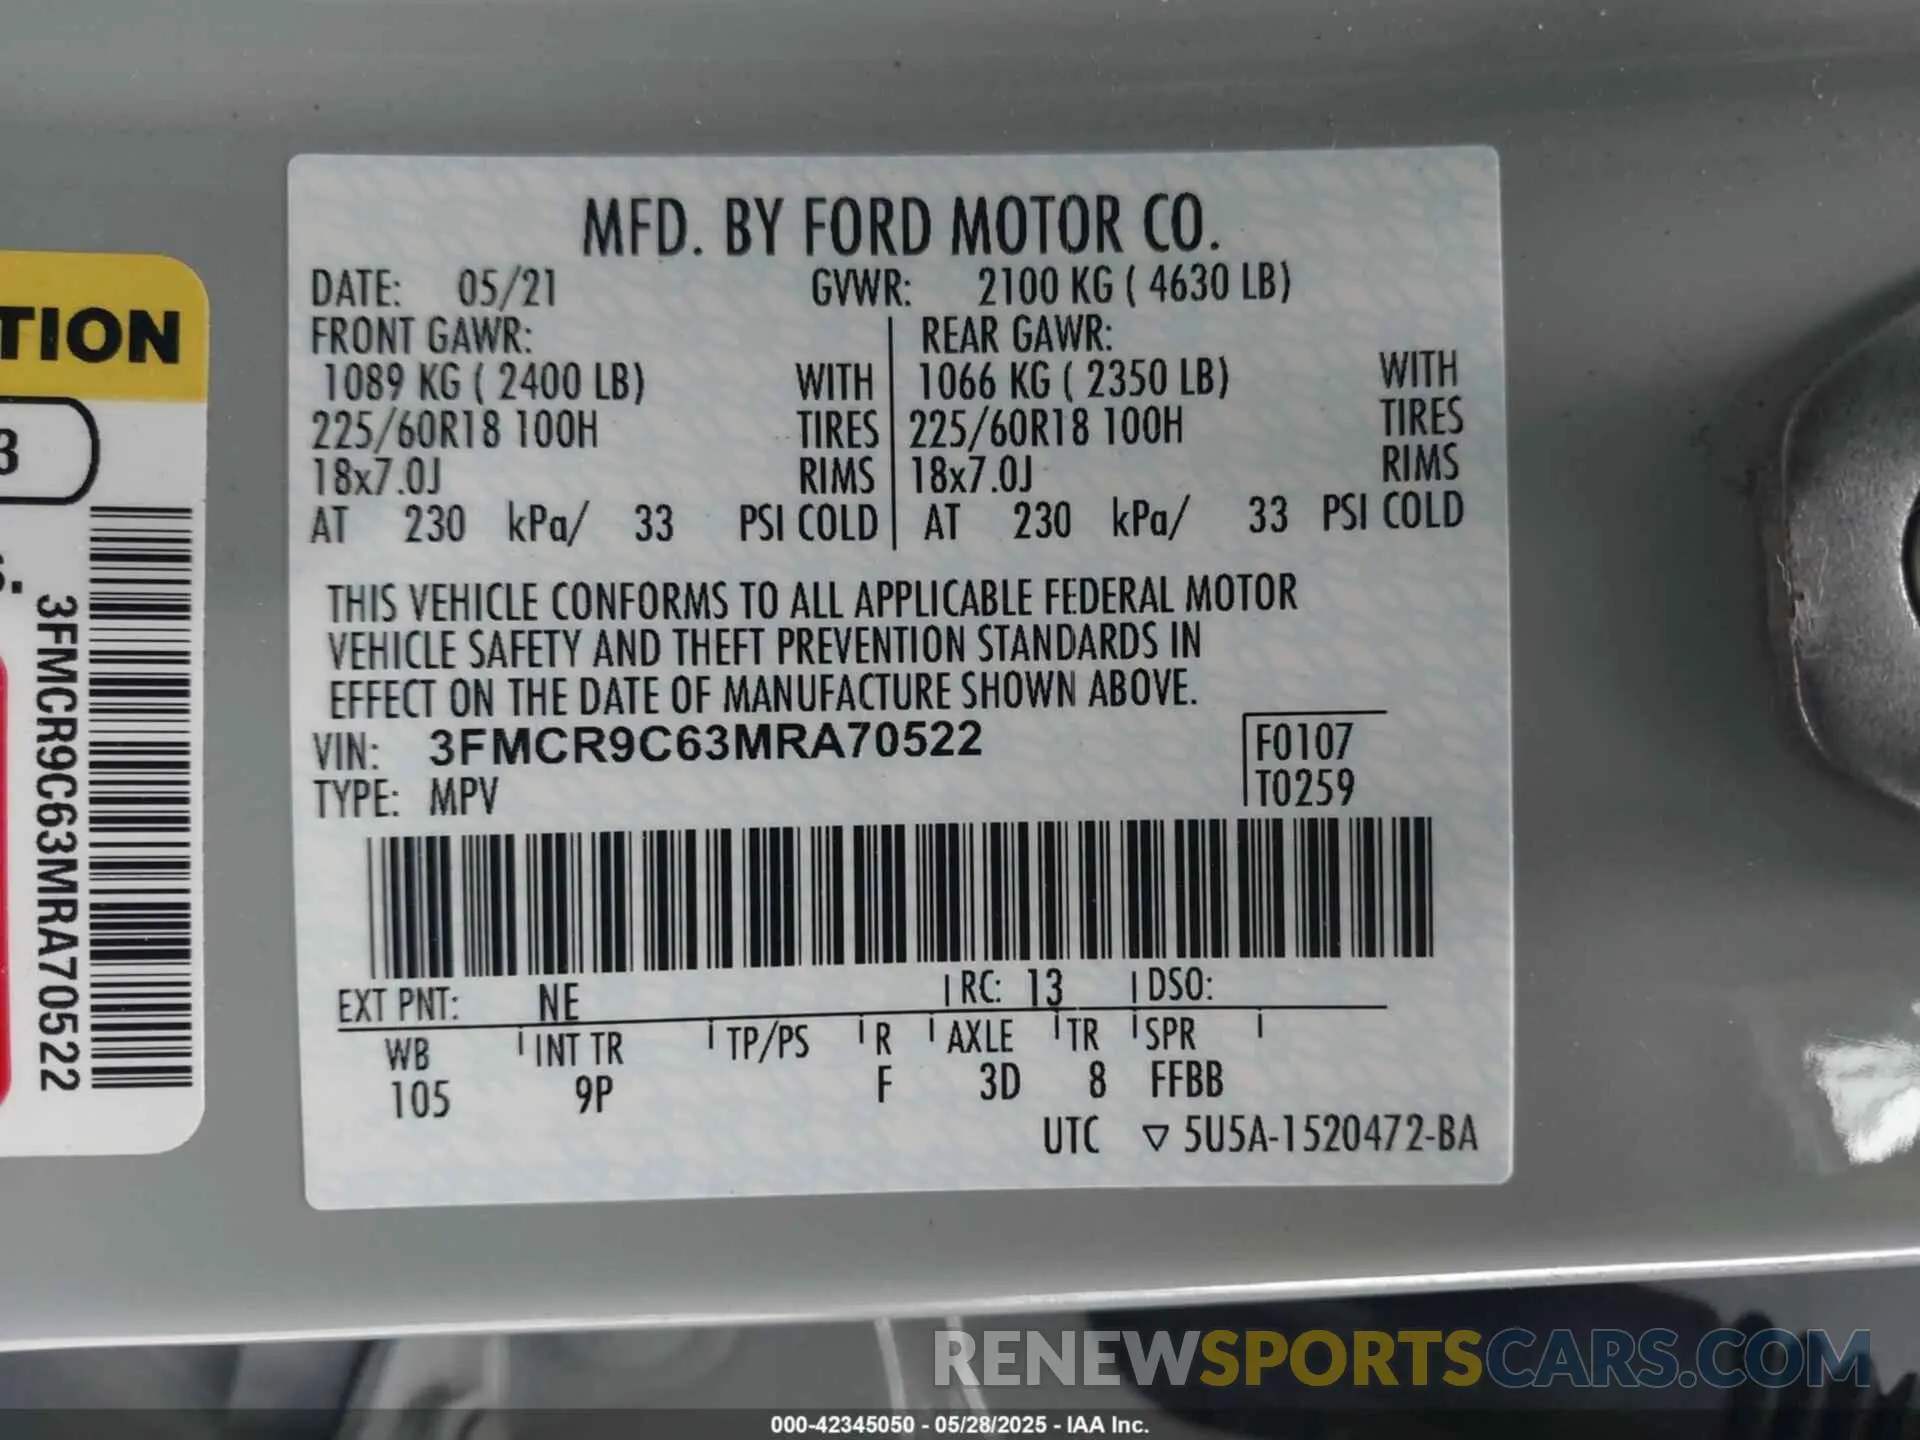 MFD. BY FORD MOTOR CO.
DATE: 05/21 GVWR: 2100 KG ( 4630 LB)
FRONT GAWR: REAR GAWR:
1089 KG ( 2400 LB) WITH 1066 KG ( 2350 LB) WITH
225/60R18 100H TIRES 225/60R18 100H TIRES
18x7.0J RIMS 18x7.0J RIMS
AT 230 kPa/ 33 PSI COLD AT 230 kPa/ 33 PSI COLD
THIS VEHICLE CONFORMS TO ALL APPLICABLE FEDERAL MOTOR
VEHICLE SAFETY AND THEFT PREVENTION STANDARDS IN
EFFECT ON THE DATE OF MANUFACTURE SHOWN ABOVE.
VIN: 3FMCR9C63MRA70522 F0107
TYPE: MPV T0259
EXT PNT: NE RC: 13 DSO:
WB INT TR TP/PS R AXLE TR SPR
105 9P F 3D 8 FFBB
UTC ▽ 5U5A-1520472-BA
TION
3
s.
3FMCR9C63MRA70522
RENEWSPORTSCARS.COM
000-42345050 - 05/28/2025 - IAA Inc.